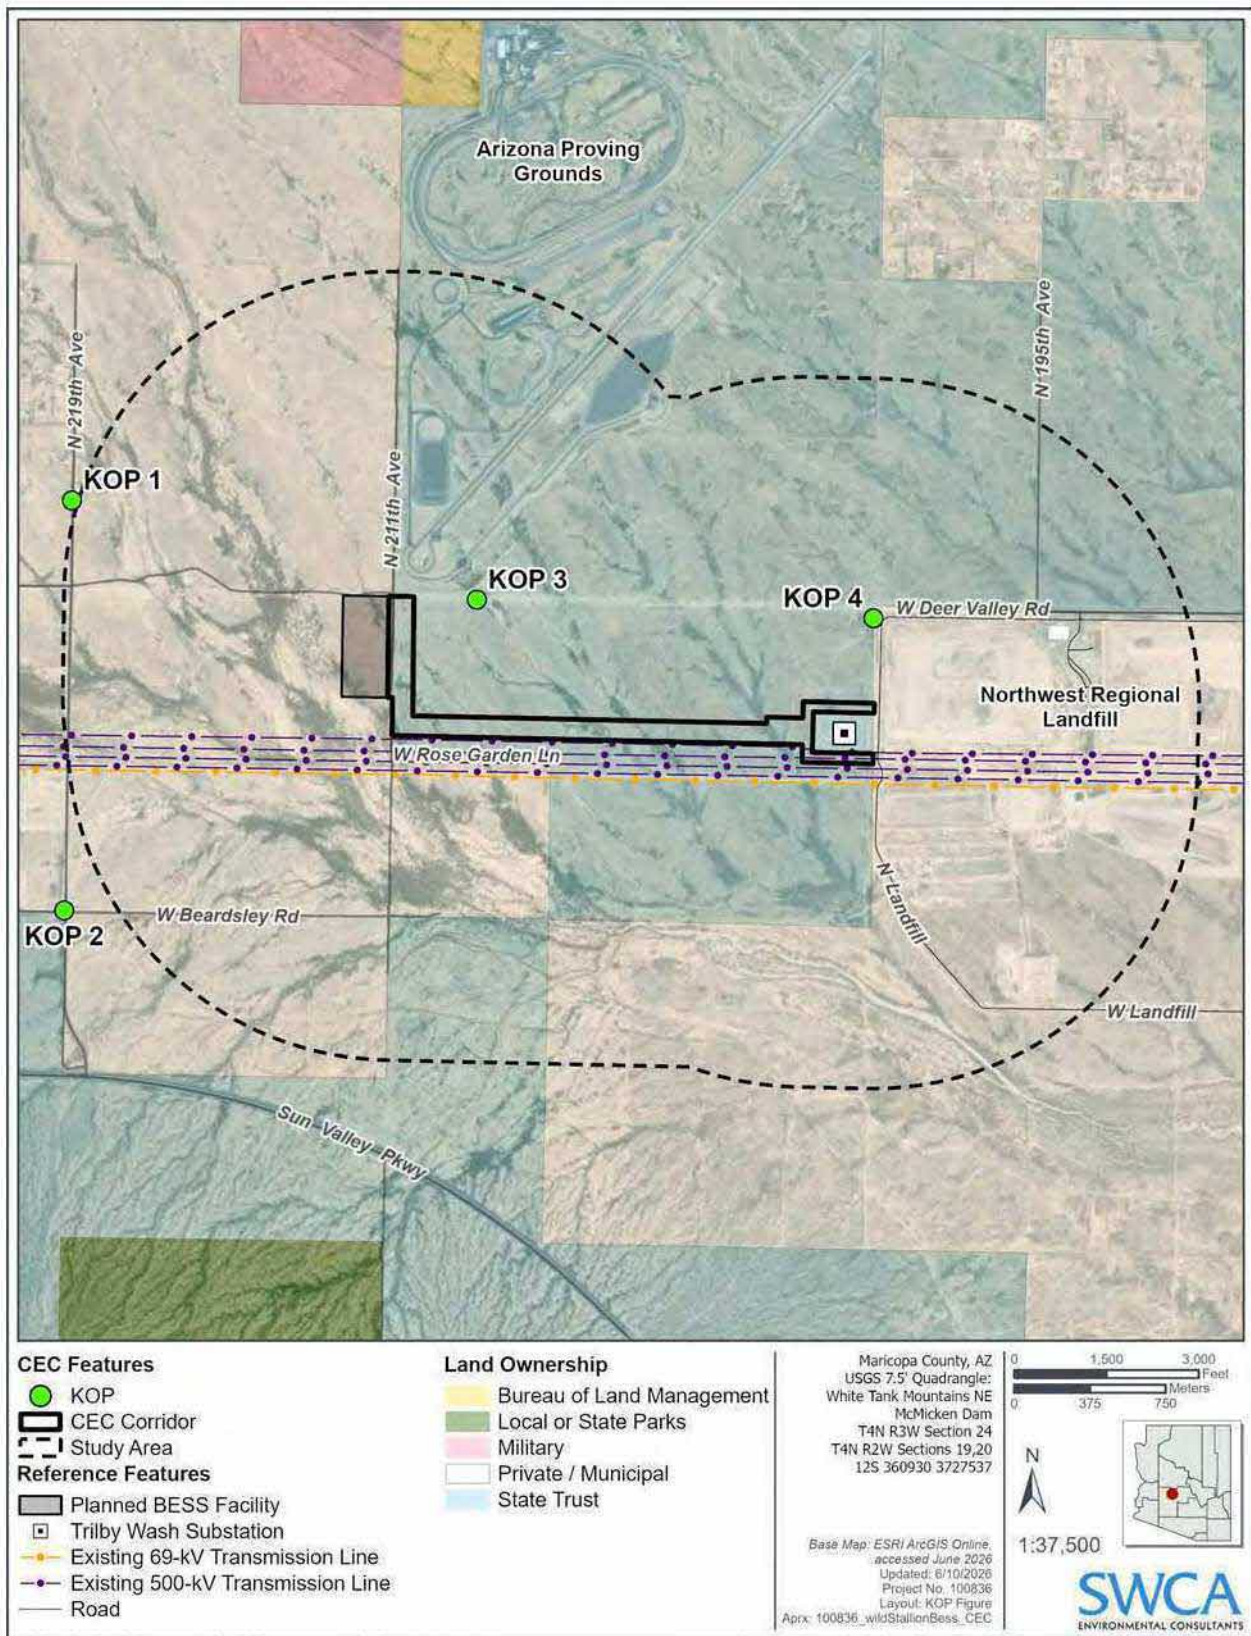 Arizona Proving
Grounds
N 219th Ave
N 195th Ave
KOP 1
N 211th Ave
KOP 3
KOP 4
W Deer Valley Rd
Northwest Regional
Landfill
W Rose Garden Ln
W Beardsley Rd
KOP 2
N Landfill
W Landfill
Sun Valley Pkwy
CEC Features
KOP
CEC Corridor
Study Area
Reference Features
Planned BESS Facility
Trilby Wash Substation
Existing 69-kV Transmission Line
Existing 500-kV Transmission Line
Road
Land Ownership
Bureau of Land Management
Local or State Parks
Military
Private / Municipal
State Trust
Maricopa County, AZ
USGS 7.5' Quadrangle:
White Tank Mountains NE
McMicken Dam
T4N R3W Section 24
T4N R2W Sections 19,20
12S 360930 3727537
Base Map: ESRI ArcGIS Online,
accessed June 2026
Updated: 6/10/2026
Project No. 100836
Layout: KOP Figure
Aprx: 100836_wildStallionBess_CEC
0 1,500 3,000
Feet
Meters
0 375 750
N
1:37,500
SWCA
ENVIRONMENTAL CONSULTANTS